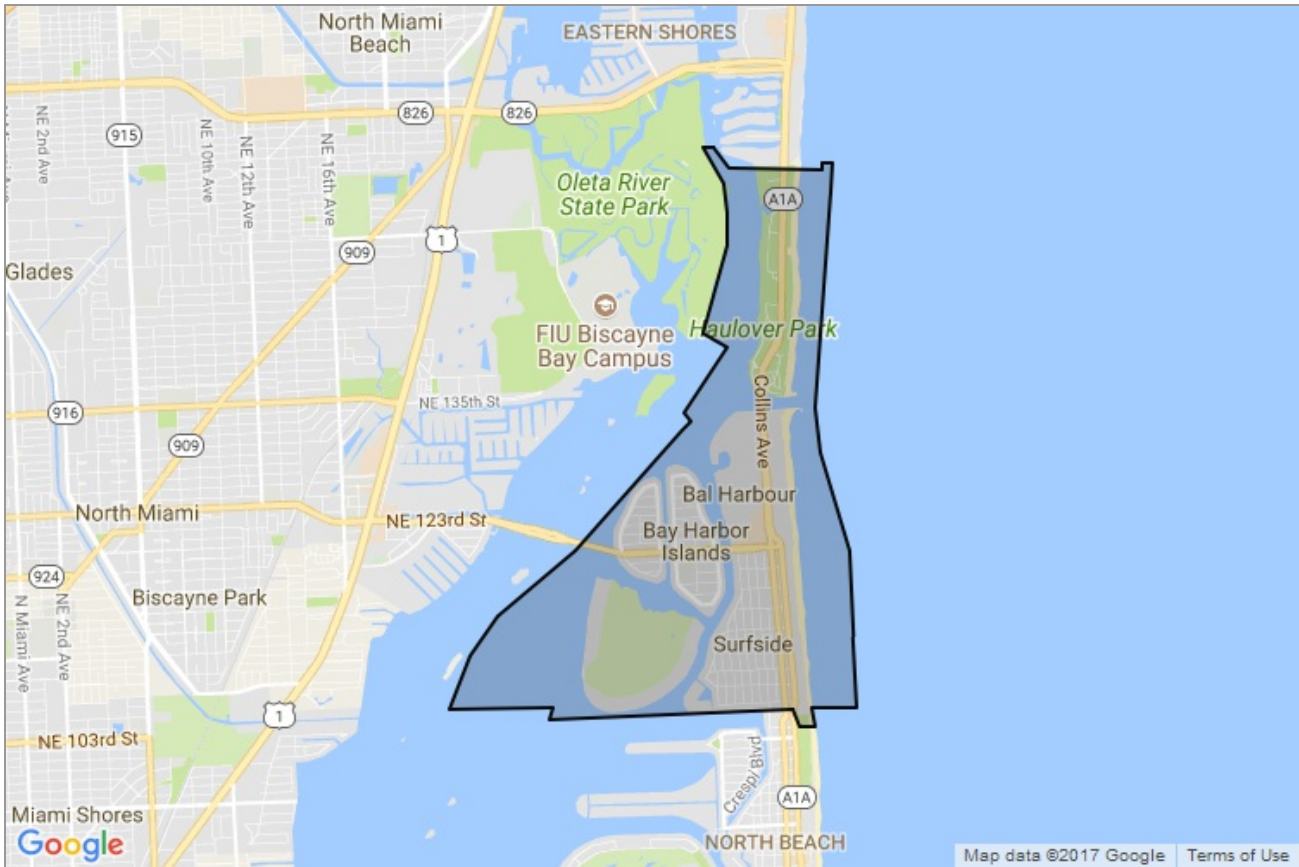 North Miami
Beach
EASTERN SHORES
826
826
915
NE 2nd Ave
NE 10th Ave
NE 12th Ave
NE 16th Ave
Oleta River
State Park
A1A
909
1
Glades
FIU Biscayne
Bay Campus
Haulover Park
NE 135th St
916
909
Collins Ave
Bal Harbour
North Miami
NE 123rd St
Bay Harbor
Islands
924
Biscayne Park
N Miami Ave
NE 2nd Ave
Surfside
1
NE 103rd St
Crespi Blvd
A1A
Miami Shores
NORTH BEACH
Google
Map data ©2017 Google
Terms of Use